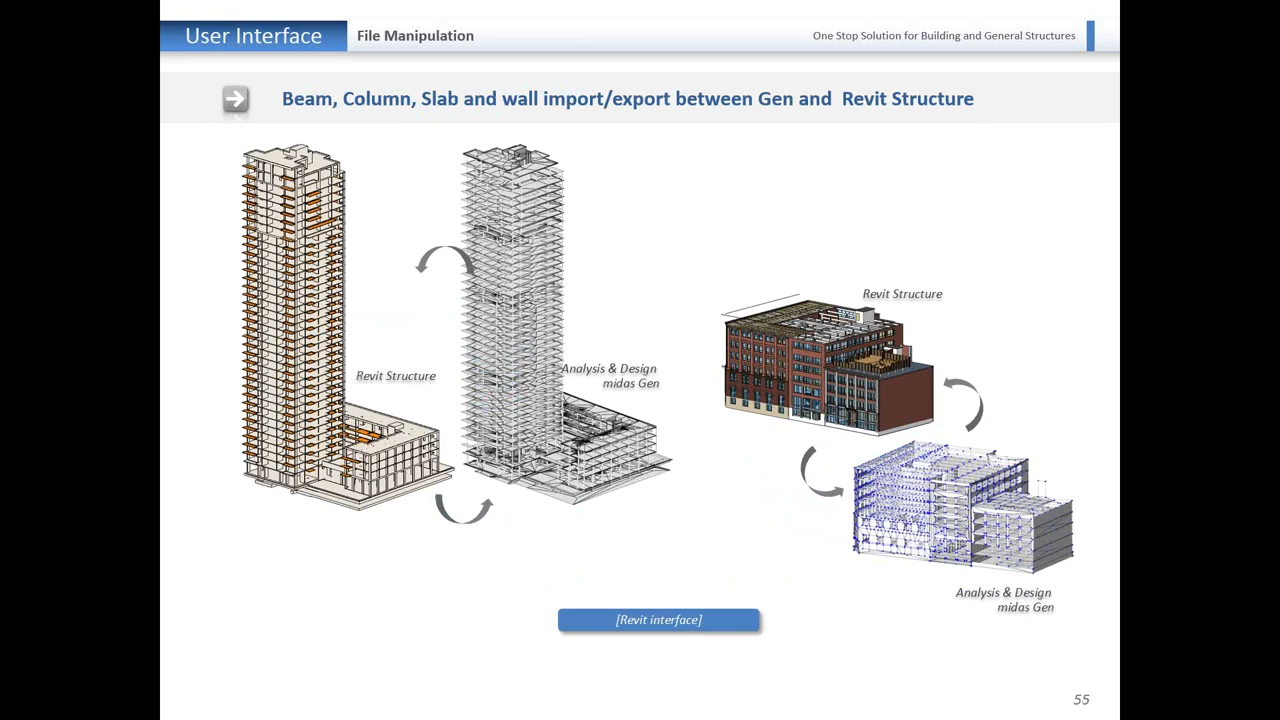 User Interface
File Manipulation
One Stop Solution for Building and General Structures
Beam, Column, Slab and wall import/export between Gen and Revit Structure
Revit Structure
Analysis & Design
midas Gen
Revit Structure
Analysis & Design
midas Gen
[Revit interface]
55